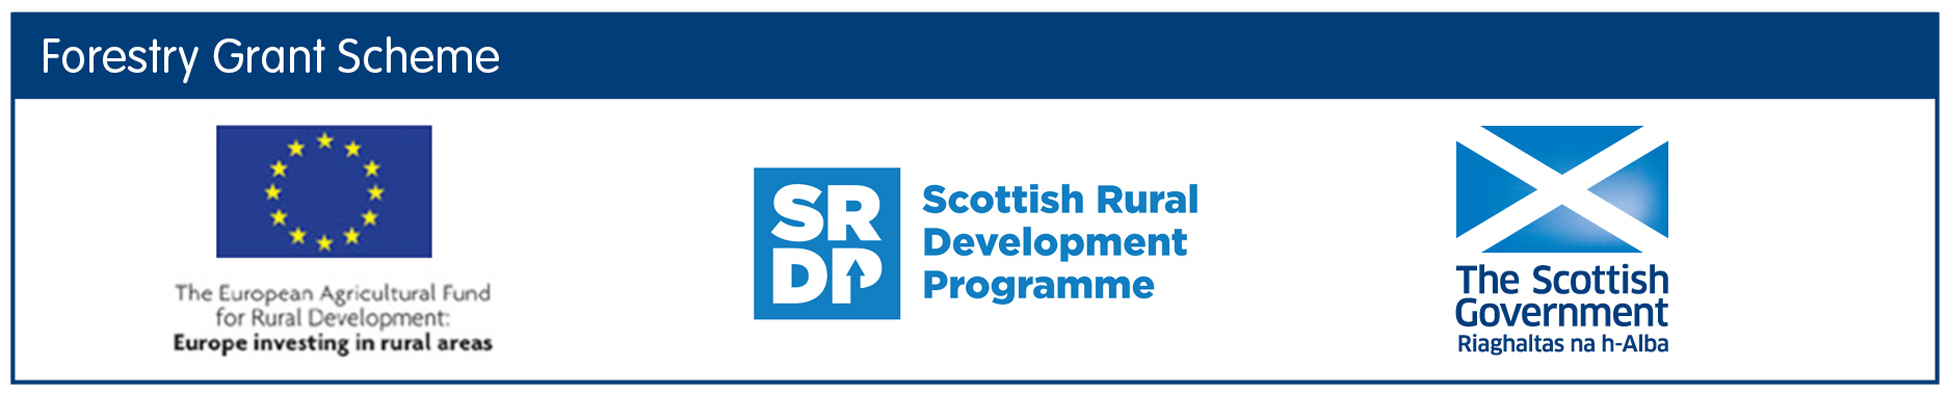 Forestry Grant Scheme
The European Agricultural Fund
for Rural Development:
Europe investing in rural areas
SR
DP
Scottish Rural
Development
Programme
The Scottish
Government
Riaghaltas na h-Alba